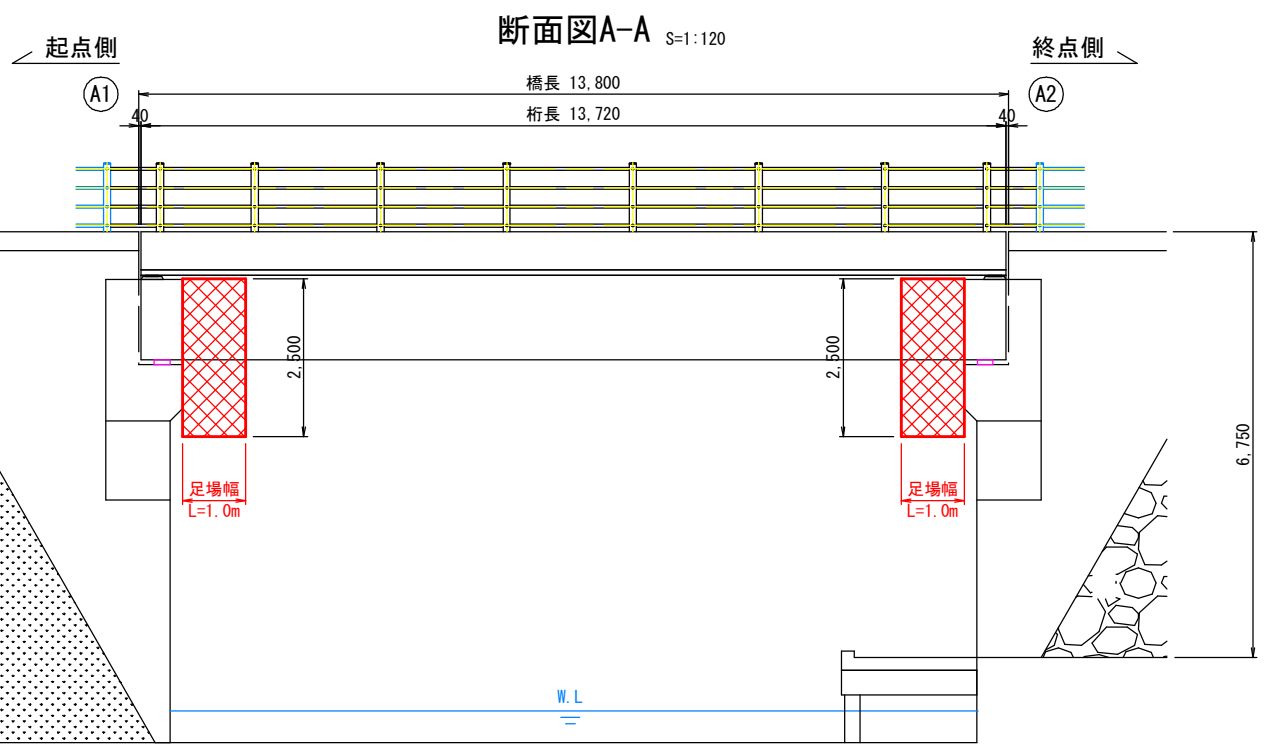 断面図A-A S=1:120
起点側
終点側
A1
A2
橋長 13,800
40
桁長 13,720
40
2,500
2,500
6,750
足場幅
L=1.0m
足場幅
L=1.0m
W.L